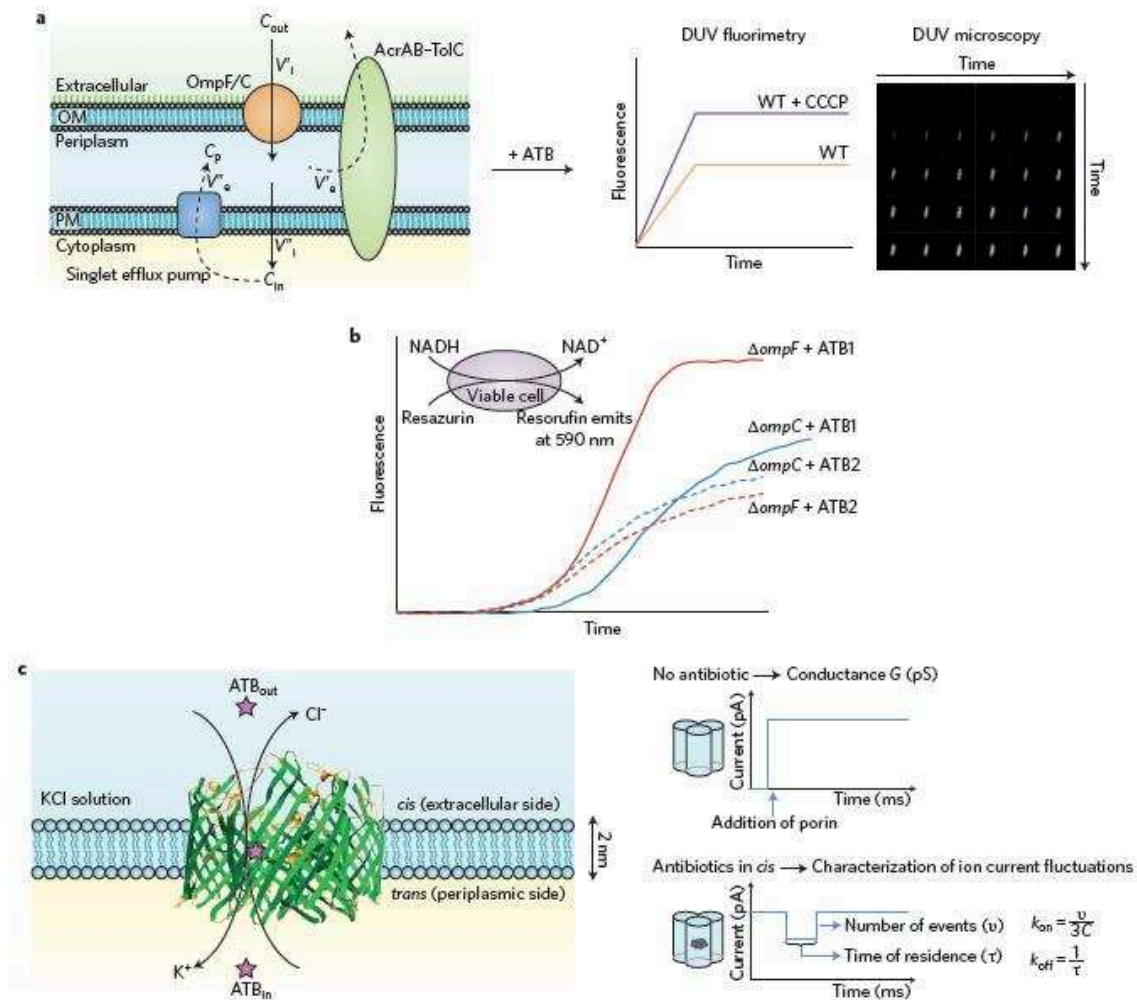 a
C_out
V'_i
OmpF/C
AcrAB–TolC
Extracellular
OM
Periplasm
C_p
V"_e
V'_e
PM
Cytoplasm
V"_i
Singlet efflux pump
C_in
+ ATB
DUV fluorimetry
Fluorescence
WT + CCCP
WT
Time
DUV microscopy
Time
Time
b
NADH
NAD⁺
Viable cell
Resazurin
Resorufin emits
at 590 nm
Fluorescence
Time
ΔompF + ATB1
ΔompC + ATB1
ΔompC + ATB2
ΔompF + ATB2
c
ATB_out
Cl⁻
KCl solution
cis (extracellular side)
2 nm
trans (periplasmic side)
K⁺
ATB_in
No antibiotic → Conductance G (pS)
Current (pA)
Time (ms)
Addition of porin
Antibiotics in cis → Characterization of ion current fluctuations
Current (pA)
Number of events (υ)
k_on = υ/3C
Time of residence (τ)
k_off = 1/τ
Time (ms)